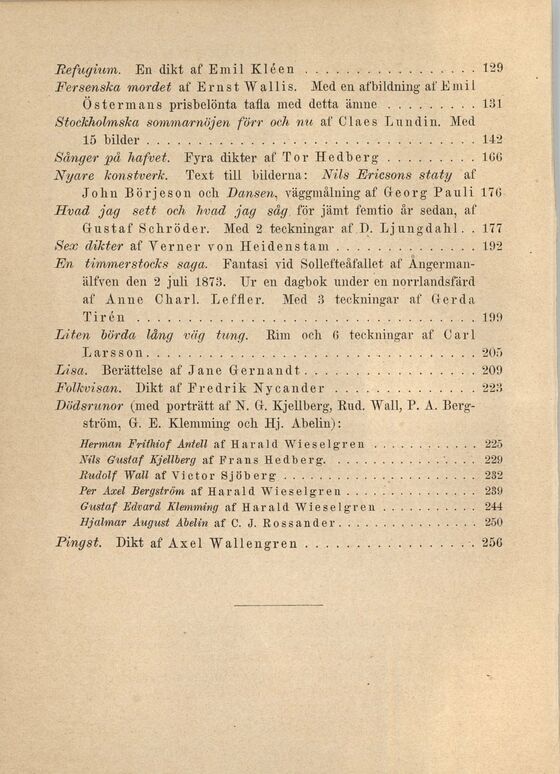 Refugium. En dikt af Emil Kléen . . . . . . . . . . . . . . . . . 129
Fersenska mordet af Ernst Wallis. Med en afbildning af Emil
Östermans prisbelönta tafla med detta ämne . . . . . . . . . 131
Stockholmska sommarnöjen förr och nu af Claes Lundin. Med
15 bilder . . . . . . . . . . . . . . . . . . . . . . . . . . . . . . . . . 142
Sånger på hafvet. Fyra dikter af Tor Hedberg . . . . . . . . . 166
Nyare konstverk. Text till bilderna: Nils Ericsons staty af
John Börjeson och Dansen, väggmålning af Georg Pauli 176
Hvad jag sett och hvad jag såg för jämt femtio år sedan, af
Gustaf Schröder. Med 2 teckningar af D. Ljungdahl . . 177
Sex dikter af Verner von Heidenstam . . . . . . . . . . . . . . 192
En timmerstocks saga. Fantasi vid Sollefteåfallet af Ångerman-
älfven den 2 juli 1873. Ur en dagbok under en norrlandsfärd
af Anne Charl. Leffler. Med 3 teckningar af Gerda
Tirén . . . . . . . . . . . . . . . . . . . . . . . . . . . . . . . . . . . 199
Liten börda lång väg tung. Rim och 6 teckningar af Carl
Larsson . . . . . . . . . . . . . . . . . . . . . . . . . . . . . . . . . 205
Lisa. Berättelse af Jane Gernandt . . . . . . . . . . . . . . . . . 209
Folkvisan. Dikt af Fredrik Nycander . . . . . . . . . . . . . . 223
Dödsrunor (med porträtt af N. G. Kjellberg, Rud. Wall, P. A. Berg-
ström, G. E. Klemming och Hj. Abelin):
Herman Frithiof Antell af Harald Wieselgren . . . . . . . . . . . 225
Nils Gustaf Kjellberg af Frans Hedberg. . . . . . . . . . . . . . . . 229
Rudolf Wall af Victor Sjöberg . . . . . . . . . . . . . . . . . . . . . 232
Per Axel Bergström af Harald Wieselgren . . . . . . . . . . . . . . 239
Gustaf Edvard Klemming af Harald Wieselgren . . . . . . . . . . 244
Hjalmar August Abelin af C. J. Rossander . . . . . . . . . . . . . . 250
Pingst. Dikt af Axel Wallengren . . . . . . . . . . . . . . . . . 256